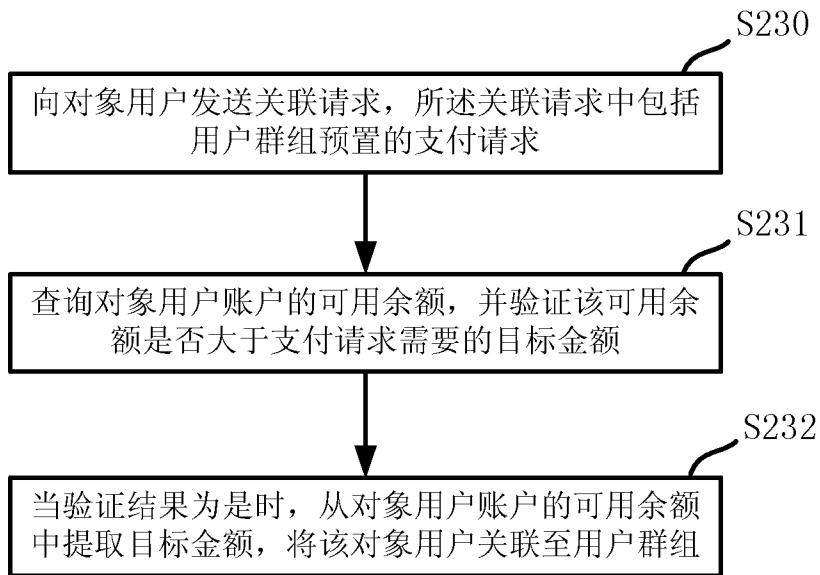 S230
向对象用户发送关联请求，所述关联请求中包括
用户群组预置的支付请求
S231
查询对象用户账户的可用余额，并验证该可用余
额是否大于支付请求需要的目标金额
S232
当验证结果为是时，从对象用户账户的可用余额
中提取目标金额，将该对象用户关联至用户群组